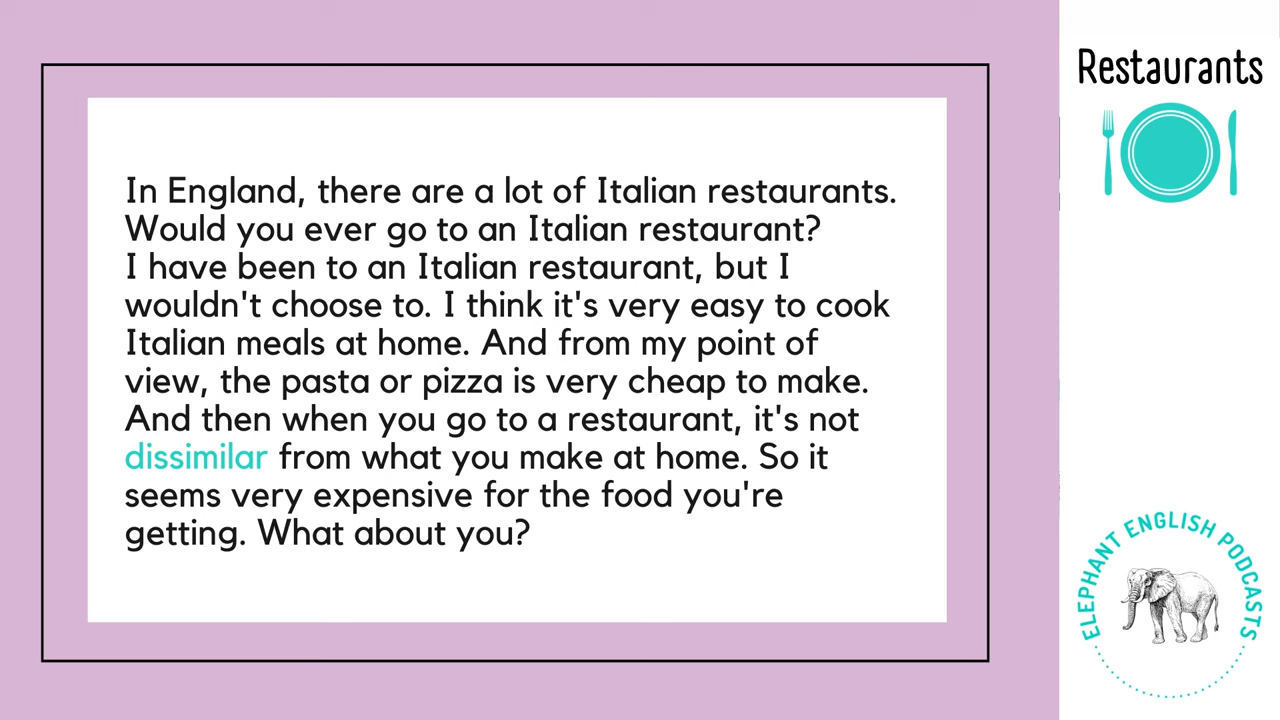 In England, there are a lot of Italian restaurants.
Would you ever go to an Italian restaurant?
I have been to an Italian restaurant, but I
wouldn't choose to. I think it's very easy to cook
Italian meals at home. And from my point of
view, the pasta or pizza is very cheap to make.
And then when you go to a restaurant, it's not
dissimilar from what you make at home. So it
seems very expensive for the food you're
getting. What about you?
Restaurants
ELEPHANT ENGLISH PODCASTS